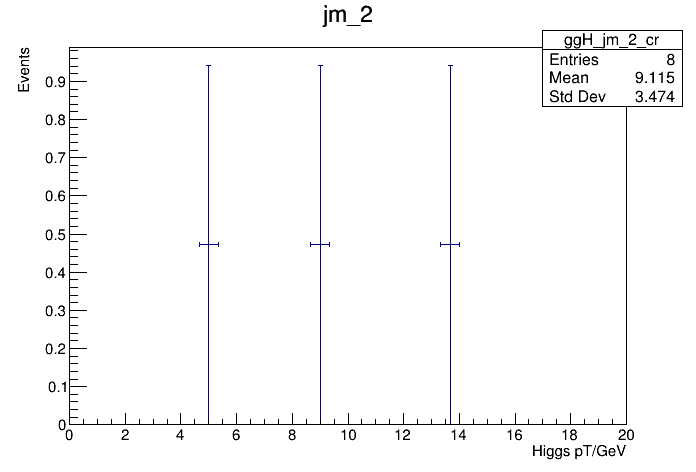 jm_2
ggH_jm_2_cr
Entries 8
Mean 9.115
Std Dev 3.474
Events
0.9
0.8
0.7
0.6
0.5
0.4
0.3
0.2
0.1
0
0 2 4 6 8 10 12 14 16 18 20
Higgs pT/GeV